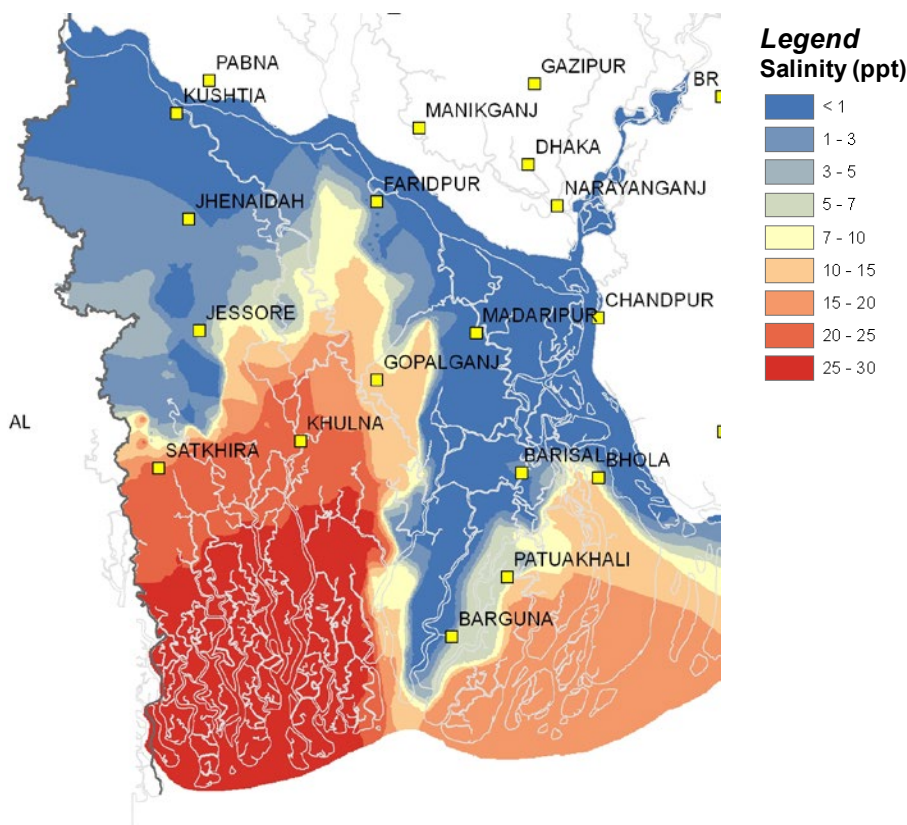 PABNA
GAZIPUR
BR
KUSHTIA
MANIKGANJ
DHAKA
FARIDPUR
NARAYANGANJ
JHENAIDAH
CHANDPUR
JESSORE
MADARIPUR
GOPALGANJ
AL
KHULNA
SATKHIRA
BARISAL
BHOLA
PATUAKHALI
BARGUNA
Legend
Salinity (ppt)
< 1
1 - 3
3 - 5
5 - 7
7 - 10
10 - 15
15 - 20
20 - 25
25 - 30